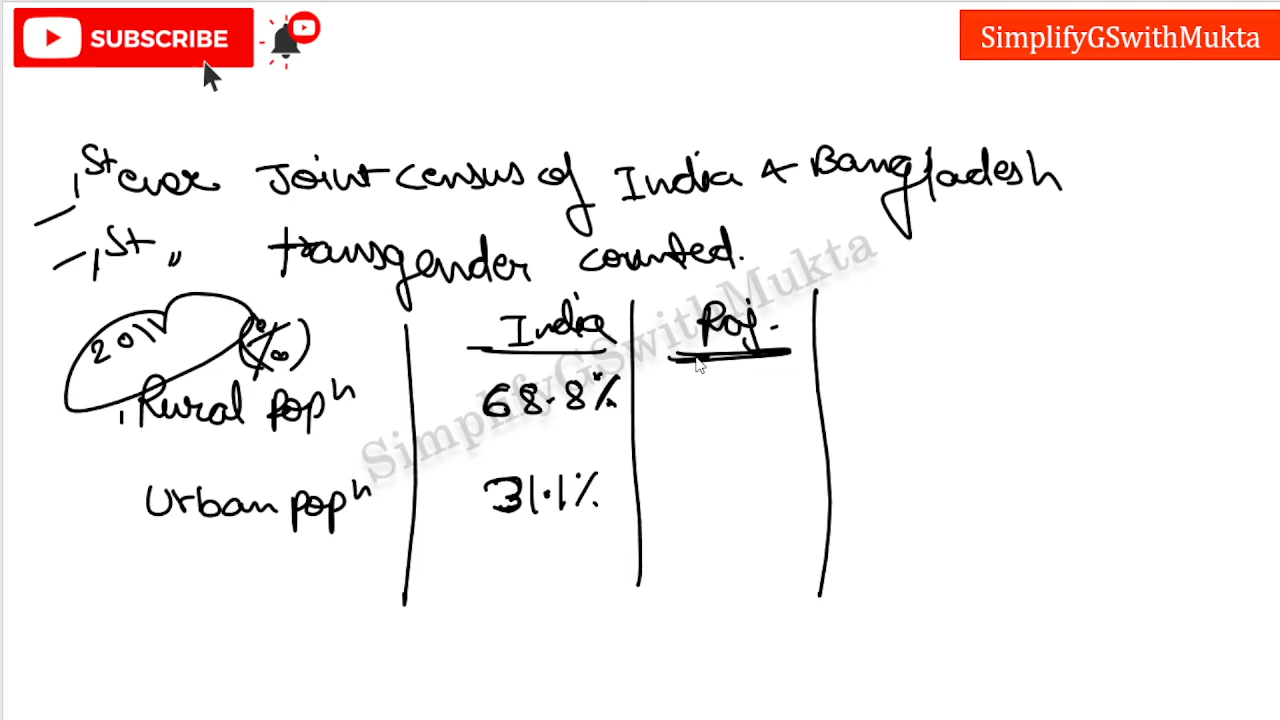 SUBSCRIBE
SimplifyGSwithMukta
1st ever Joint census of India & Bangladesh
1st " transgender counted.
SimplifyGSwithMukta
2011 (%)
India Raj.
Rural popn 68.8%
Urban popn 31.1%